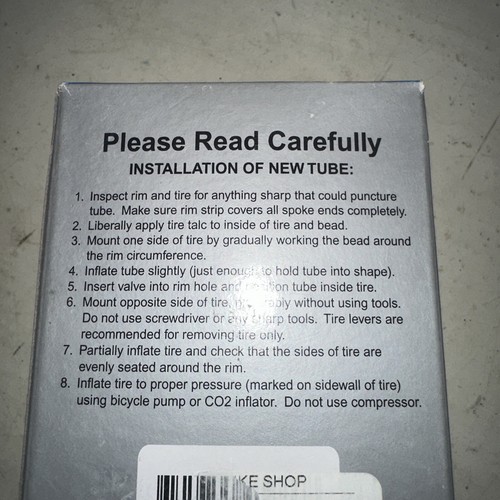 Please Read Carefully
INSTALLATION OF NEW TUBE:
1. Inspect rim and tire for anything sharp that could puncture
tube. Make sure rim strip covers all spoke ends completely.
2. Liberally apply tire talc to inside of tire and bead.
3. Mount one side of tire by gradually working the bead around
the rim circumference.
4. Inflate tube slightly (just enough to hold tube into shape).
5. Insert valve into rim hole and position tube inside tire.
6. Mount opposite side of tire, preferably without using tools.
Do not use screwdriver or any sharp tools. Tire levers are
recommended for removing tire only.
7. Partially inflate tire and check that the sides of tire are
evenly seated around the rim.
8. Inflate tire to proper pressure (marked on sidewall of tire)
using bicycle pump or CO2 inflator. Do not use compressor.
SHOP